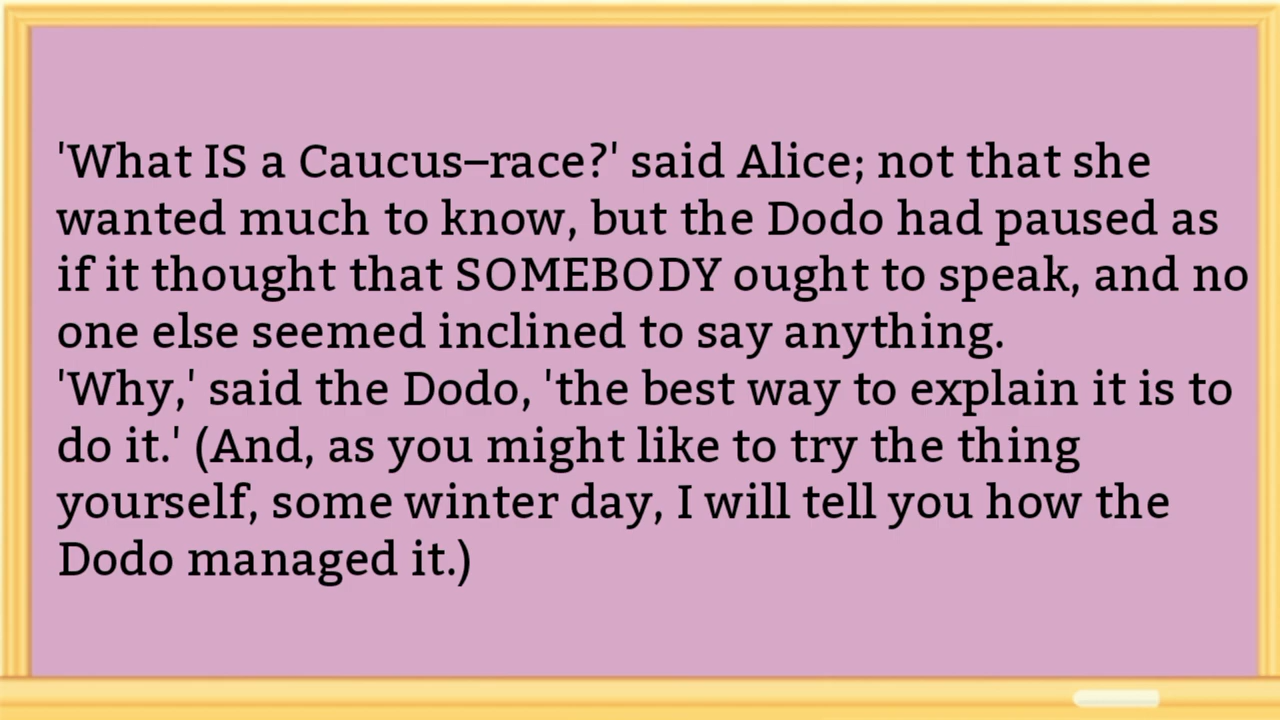 'What IS a Caucus–race?' said Alice; not that she
wanted much to know, but the Dodo had paused as
if it thought that SOMEBODY ought to speak, and no
one else seemed inclined to say anything.
'Why,' said the Dodo, 'the best way to explain it is to
do it.' (And, as you might like to try the thing
yourself, some winter day, I will tell you how the
Dodo managed it.)